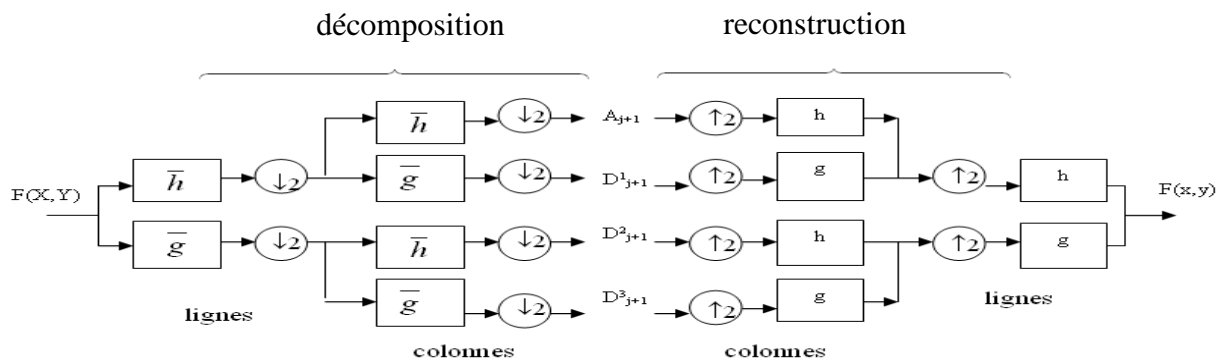 décomposition
reconstruction
h̅ ↓2 A_{j+1} ↑2 h
h̅ ↓2 g̅ ↓2 D¹_{j+1} ↑2 g ↑2 h
F(X,Y) F(x,y)
g̅ ↓2 h̅ ↓2 D²_{j+1} ↑2 h ↑2 g
g̅ ↓2 D³_{j+1} ↑2 g
lignes
lignes
colonnes
colonnes